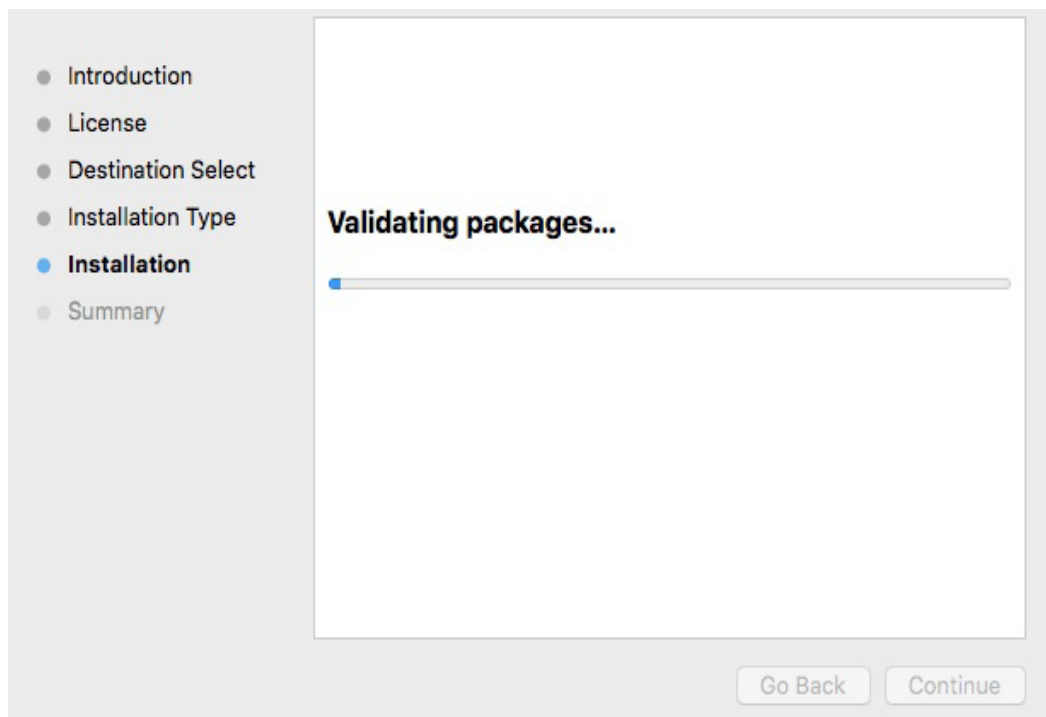 Introduction
License
Destination Select
Installation Type
Installation
Summary
Validating packages...
Go Back
Continue